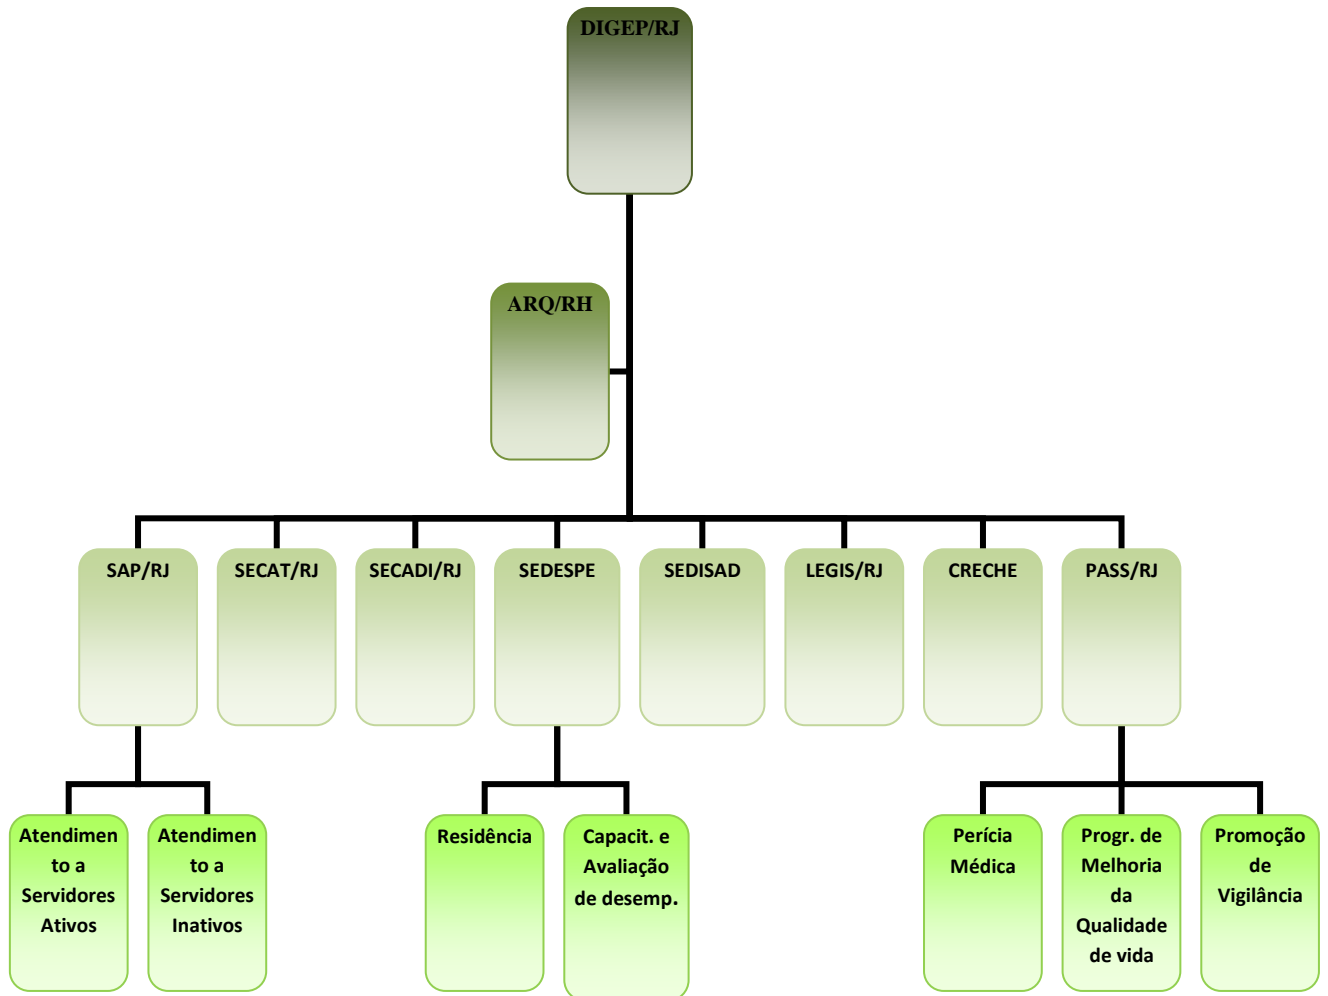 DIGEP/RJ
ARQ/RH
SAP/RJ
SECAT/RJ
SECADI/RJ
SEDESPE
SEDISAD
LEGIS/RJ
CRECHE
PASS/RJ
Atendimen
to a
Servidores
Ativos
Atendimen
to a
Servidores
Inativos
Residência
Capacit. e
Avaliação
de desemp.
Perícia
Médica
Progr. de
Melhoria
da
Qualidade
de vida
Promoção
de
Vigilância